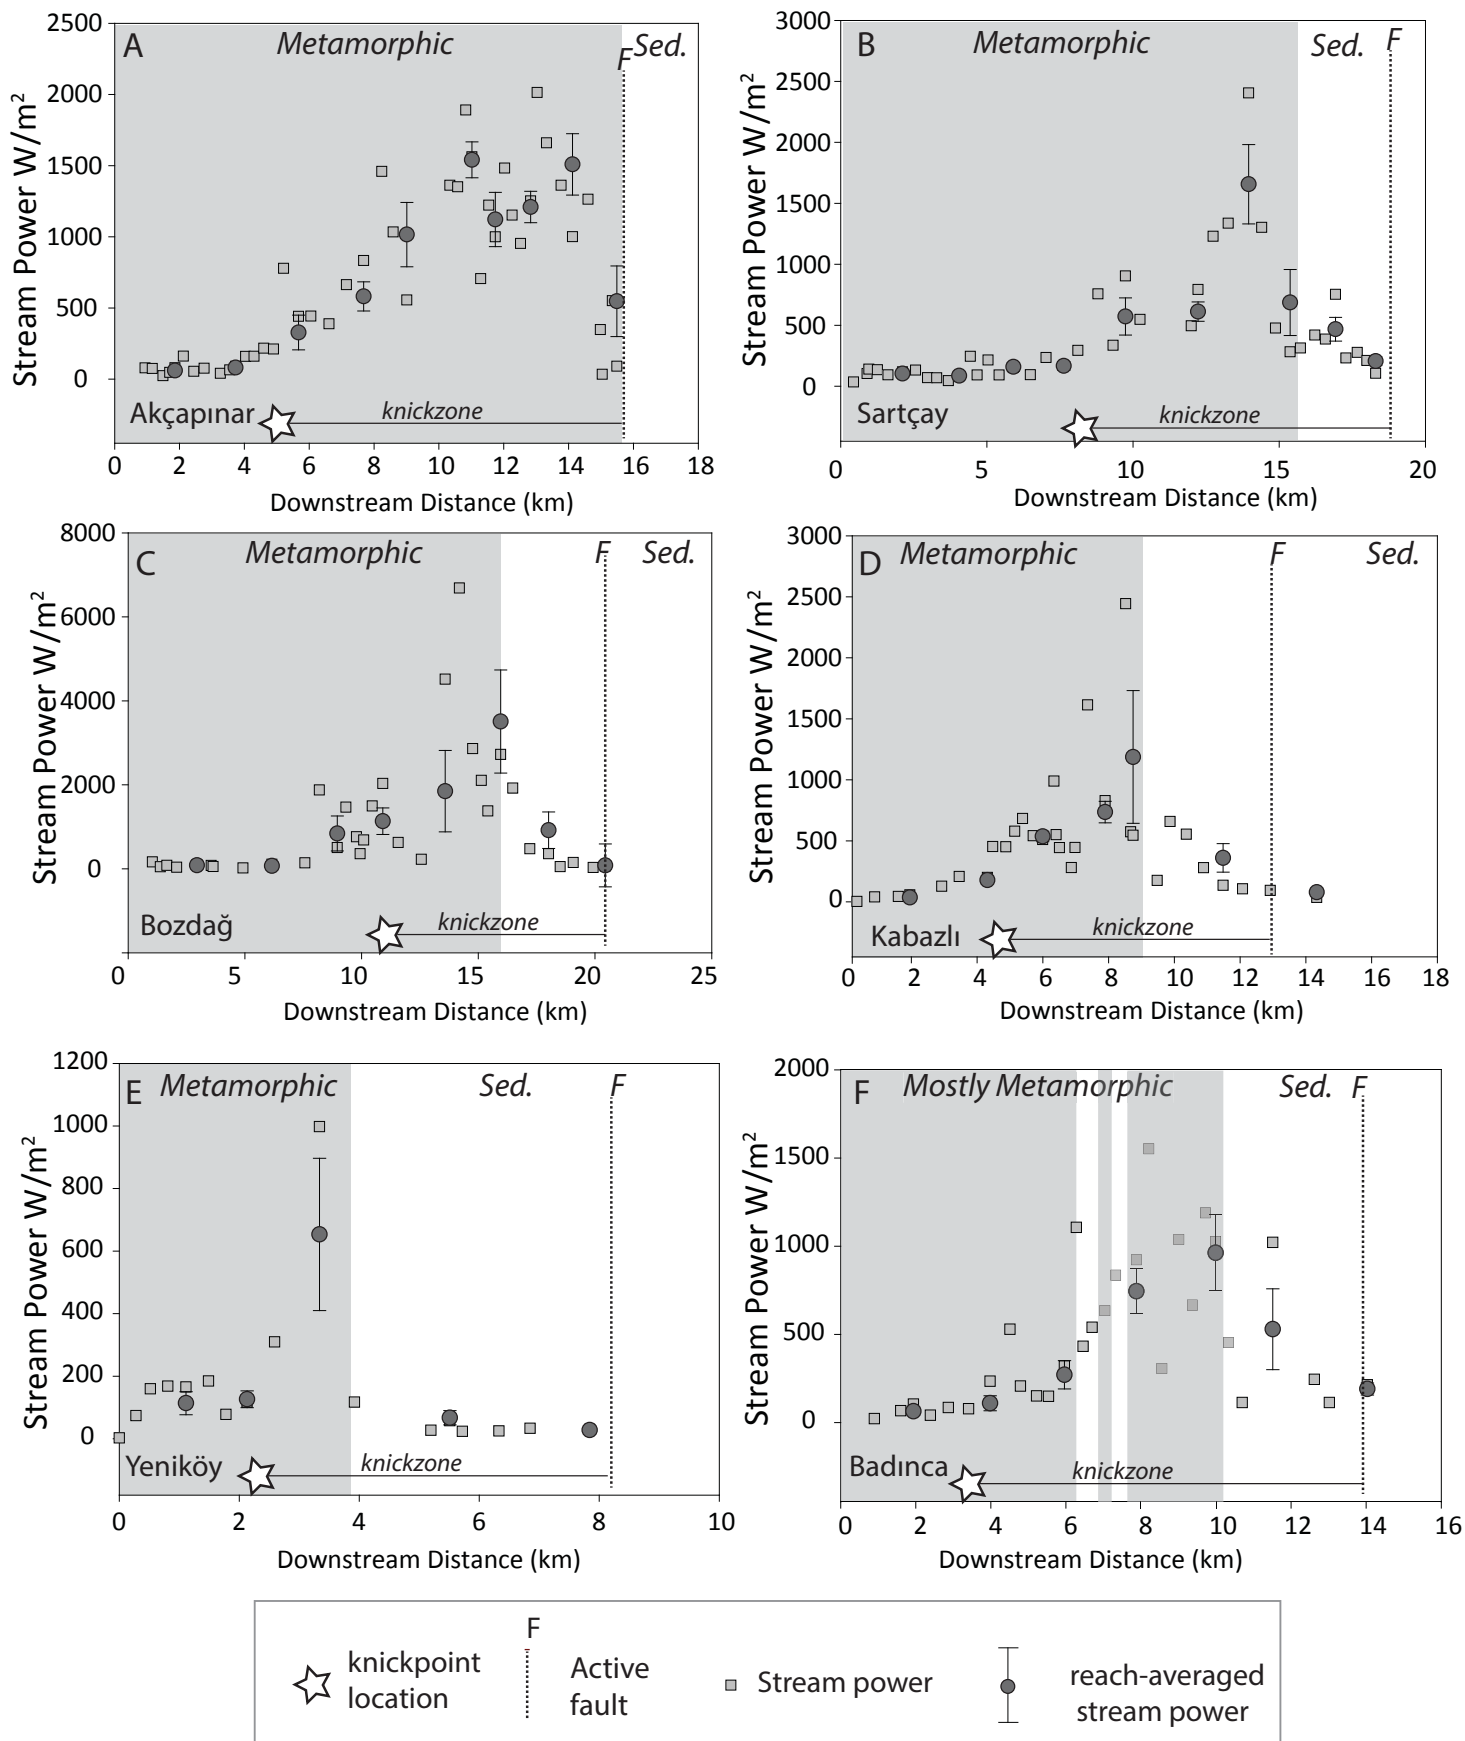 A
Metamorphic
F
Sed.
Stream Power W/m²
2500
2000
1500
1000
500
0
Akçapınar
knickzone
0 2 4 6 8 10 12 14 16 18
Downstream Distance (km)
B
Metamorphic
Sed.
F
Stream Power W/m²
3000
2500
2000
1500
1000
500
0
Sartçay
knickzone
0 5 10 15 20
Downstream Distance (km)
C
Metamorphic
F
Sed.
Stream Power W/m²
8000
6000
4000
2000
0
Bozdağ
knickzone
0 5 10 15 20 25
Downstream Distance (km)
D
Metamorphic
F
Sed.
Stream Power W/m²
3000
2500
2000
1500
1000
500
0
Kabazlı
knickzone
0 2 4 6 8 10 12 14 16 18
Downstream Distance (km)
E
Metamorphic
Sed.
F
Stream Power W/m²
1200
1000
800
600
400
200
0
Yeniköy
knickzone
0 2 4 6 8 10
Downstream Distance (km)
F
Mostly Metamorphic
Sed.
F
Stream Power W/m²
2000
1500
1000
500
0
Badınca
knickzone
0 2 4 6 8 10 12 14 16
Downstream Distance (km)
knickpoint
location
F
Active
fault
Stream power
reach-averaged
stream power